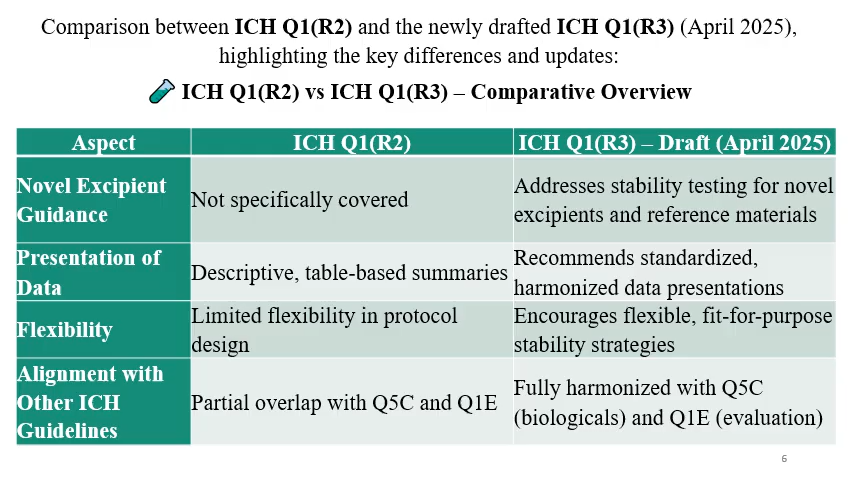 Comparison between ICH Q1(R2) and the newly drafted ICH Q1(R3) (April 2025),
highlighting the key differences and updates:
ICH Q1(R2) vs ICH Q1(R3) – Comparative Overview
Aspect ICH Q1(R2) ICH Q1(R3) – Draft (April 2025)
Novel Excipient
Guidance
Not specifically covered
Addresses stability testing for novel
excipients and reference materials
Presentation of
Data
Descriptive, table-based summaries
Recommends standardized,
harmonized data presentations
Flexibility
Limited flexibility in protocol
design
Encourages flexible, fit-for-purpose
stability strategies
Alignment with
Other ICH
Guidelines
Partial overlap with Q5C and Q1E
Fully harmonized with Q5C
(biologicals) and Q1E (evaluation)
6